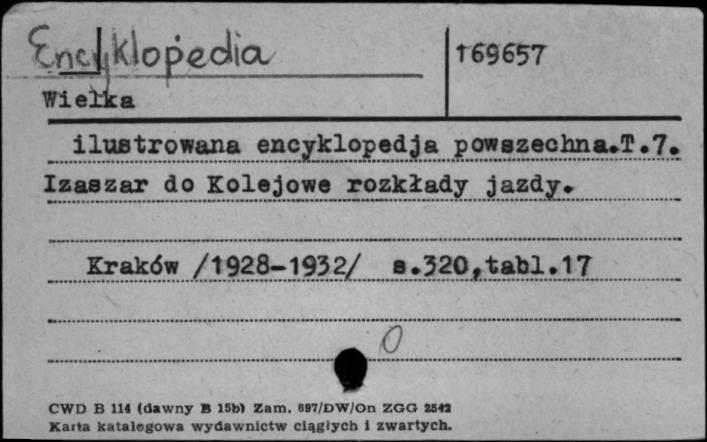 Encyklopedia
169657
Wielka
ilustrowana encyklopedja powszechna.T.7.
Izaszar do Kolejowe rozkłady jazdy.
Kraków /1928-1932/ s.320,tabl.17
0
CWD B 114 (dawny B 15b) Zam. 897/DW/On ZGG 2542
Karta katalogowa wydawnictw ciągłych i zwartych.